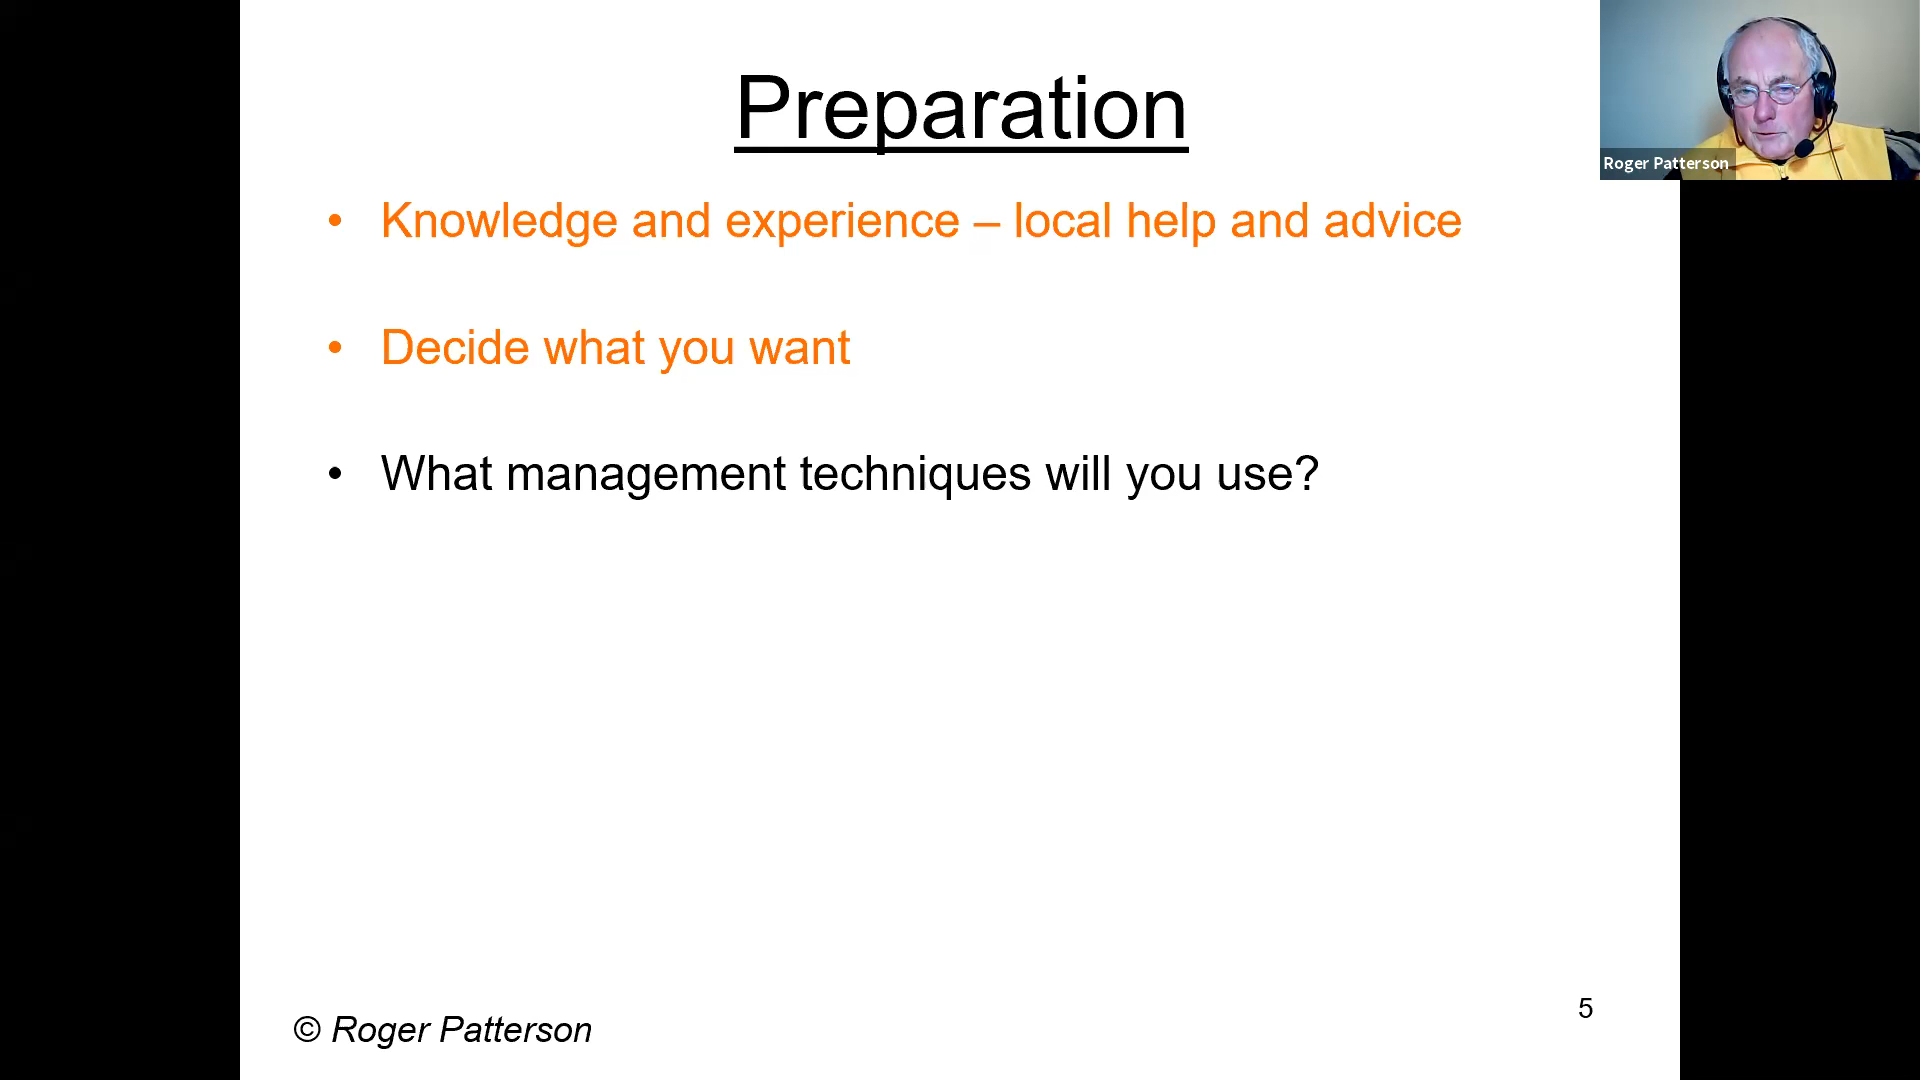 Preparation
Roger Patterson
• Knowledge and experience – local help and advice
• Decide what you want
• What management techniques will you use?
© Roger Patterson
5